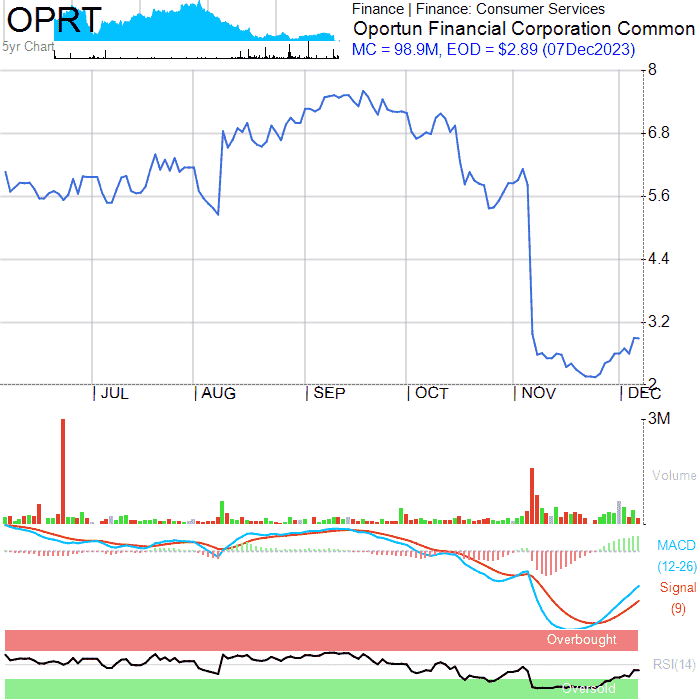 OPRT
5yr Chart
Finance | Finance: Consumer Services
Oportun Financial Corporation Common
MC = 98.9M, EOD = $2.89 (07Dec2023)
8
6.8
5.6
4.4
3.2
2
JUL AUG SEP OCT NOV DEC
3M
Volume
MACD
(12-26)
Signal
(9)
Overbought
RSI(14)
Oversold